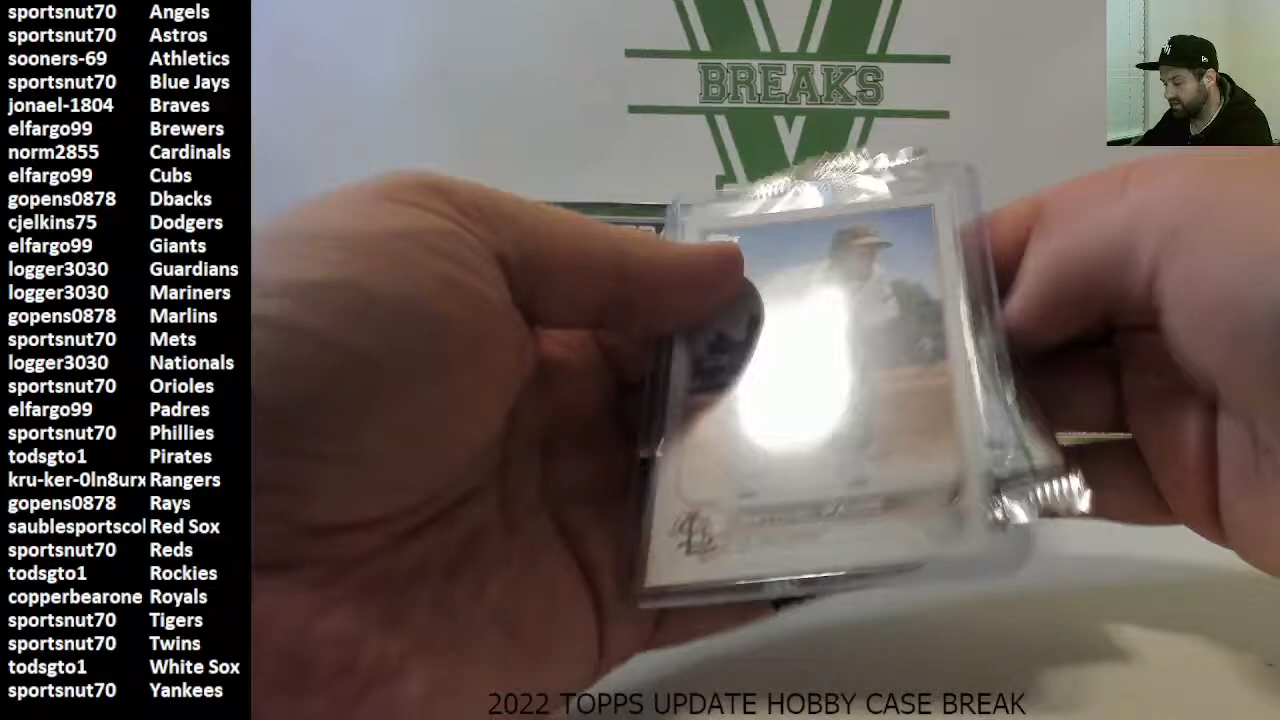 sportsnut70 Angels
sportsnut70 Astros
sooners-69 Athletics
sportsnut70 Blue Jays
jonael-1804 Braves
elfargo99 Brewers
norm2855 Cardinals
elfargo99 Cubs
gopens0878 Dbacks
cjelkins75 Dodgers
elfargo99 Giants
logger3030 Guardians
logger3030 Mariners
gopens0878 Marlins
sportsnut70 Mets
logger3030 Nationals
sportsnut70 Orioles
elfargo99 Padres
sportsnut70 Phillies
todsgto1 Pirates
kru-ker-0ln8urx Rangers
gopens0878 Rays
saublesportscol Red Sox
sportsnut70 Reds
todsgto1 Rockies
copperbearone Royals
sportsnut70 Tigers
sportsnut70 Twins
todsgto1 White Sox
sportsnut70 Yankees
V
BREAKS
2022 TOPPS UPDATE HOBBY CASE BREAK